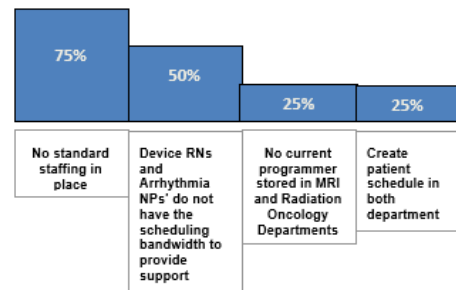 75%
50%
25%
25%
No standard
staffing in
place
Device RNs
and
Arrhythmia
NPs' do not
have the
scheduling
bandwidth to
provide
support
No current
programmer
stored in MRI
and Radiation
Oncology
Departments
Create
patient
schedule in
both
department